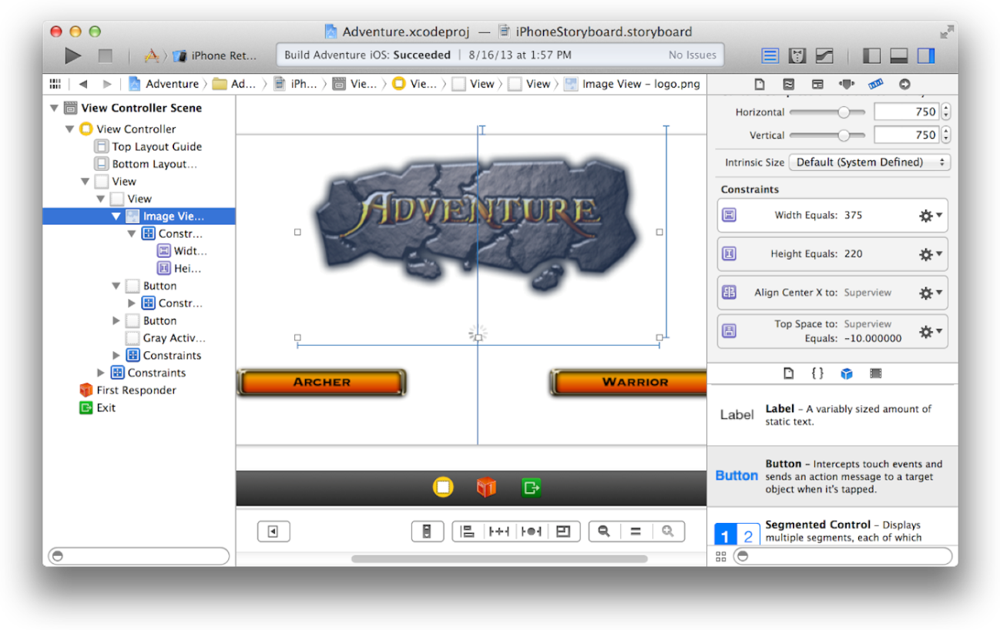 Adventure.xcodeproj — iPhoneStoryboard.storyboard
iPhone Ret...
Build Adventure iOS: Succeeded | 8/16/13 at 1:57 PM
No Issues
Adventure
Ad...
iPh...
Vie...
Vie...
View
View
Image View – logo.png
View Controller Scene
View Controller
Top Layout Guide
Bottom Layout...
View
View
Image Vie...
Constr...
Widt...
Hei...
Button
Constr...
Button
Gray Activ...
Constraints
Constraints
First Responder
Exit
ADVENTURE
ARCHER
WARRIOR
Horizontal 750
Vertical 750
Intrinsic Size Default (System Defined)
Constraints
Width Equals: 375
Height Equals: 220
Align Center X to: Superview
Top Space to: Superview
Equals: −10.000000
{ }
Label
Label – A variably sized amount of
static text.
Button
Button – Intercepts touch events and
sends an action message to a target
object when it's tapped.
1 2
Segmented Control – Displays
multiple segments, each of which